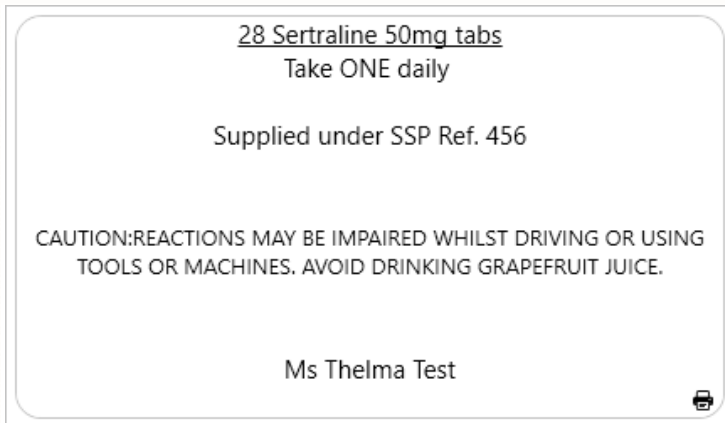 28 Sertraline 50mg tabs
Take ONE daily
Supplied under SSP Ref. 456
CAUTION:REACTIONS MAY BE IMPAIRED WHILST DRIVING OR USING
TOOLS OR MACHINES. AVOID DRINKING GRAPEFRUIT JUICE.
Ms Thelma Test